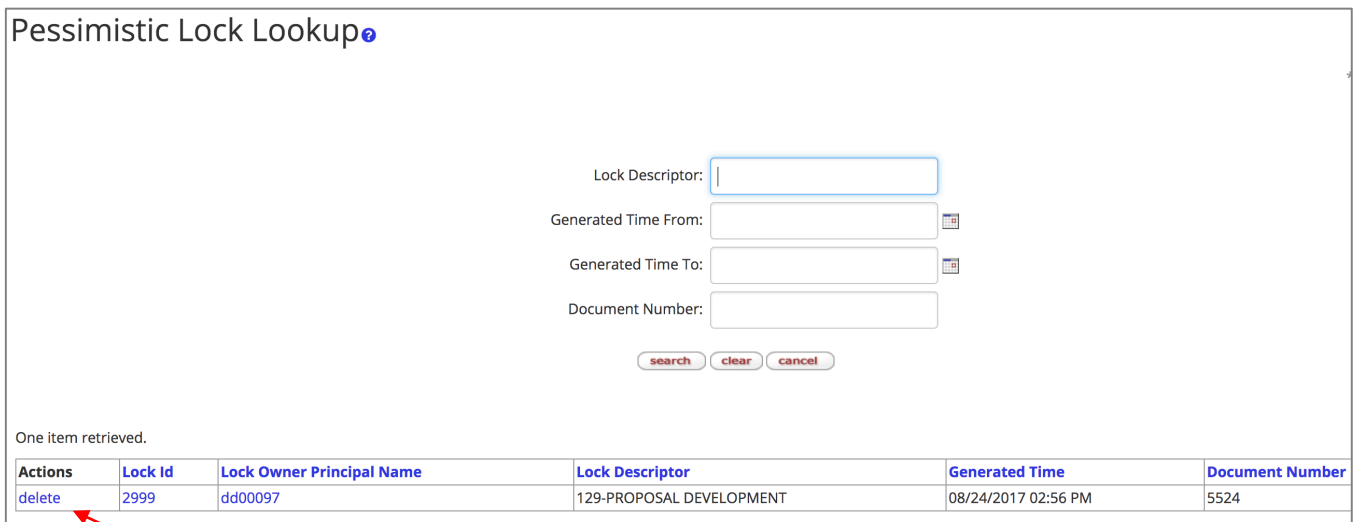 Pessimistic Lock Lookup?
*
Lock Descriptor:
Generated Time From:
Generated Time To:
Document Number:
search clear cancel
One item retrieved.
Actions Lock Id Lock Owner Principal Name Lock Descriptor Generated Time Document Number
delete 2999 dd00097 129-PROPOSAL DEVELOPMENT 08/24/2017 02:56 PM 5524